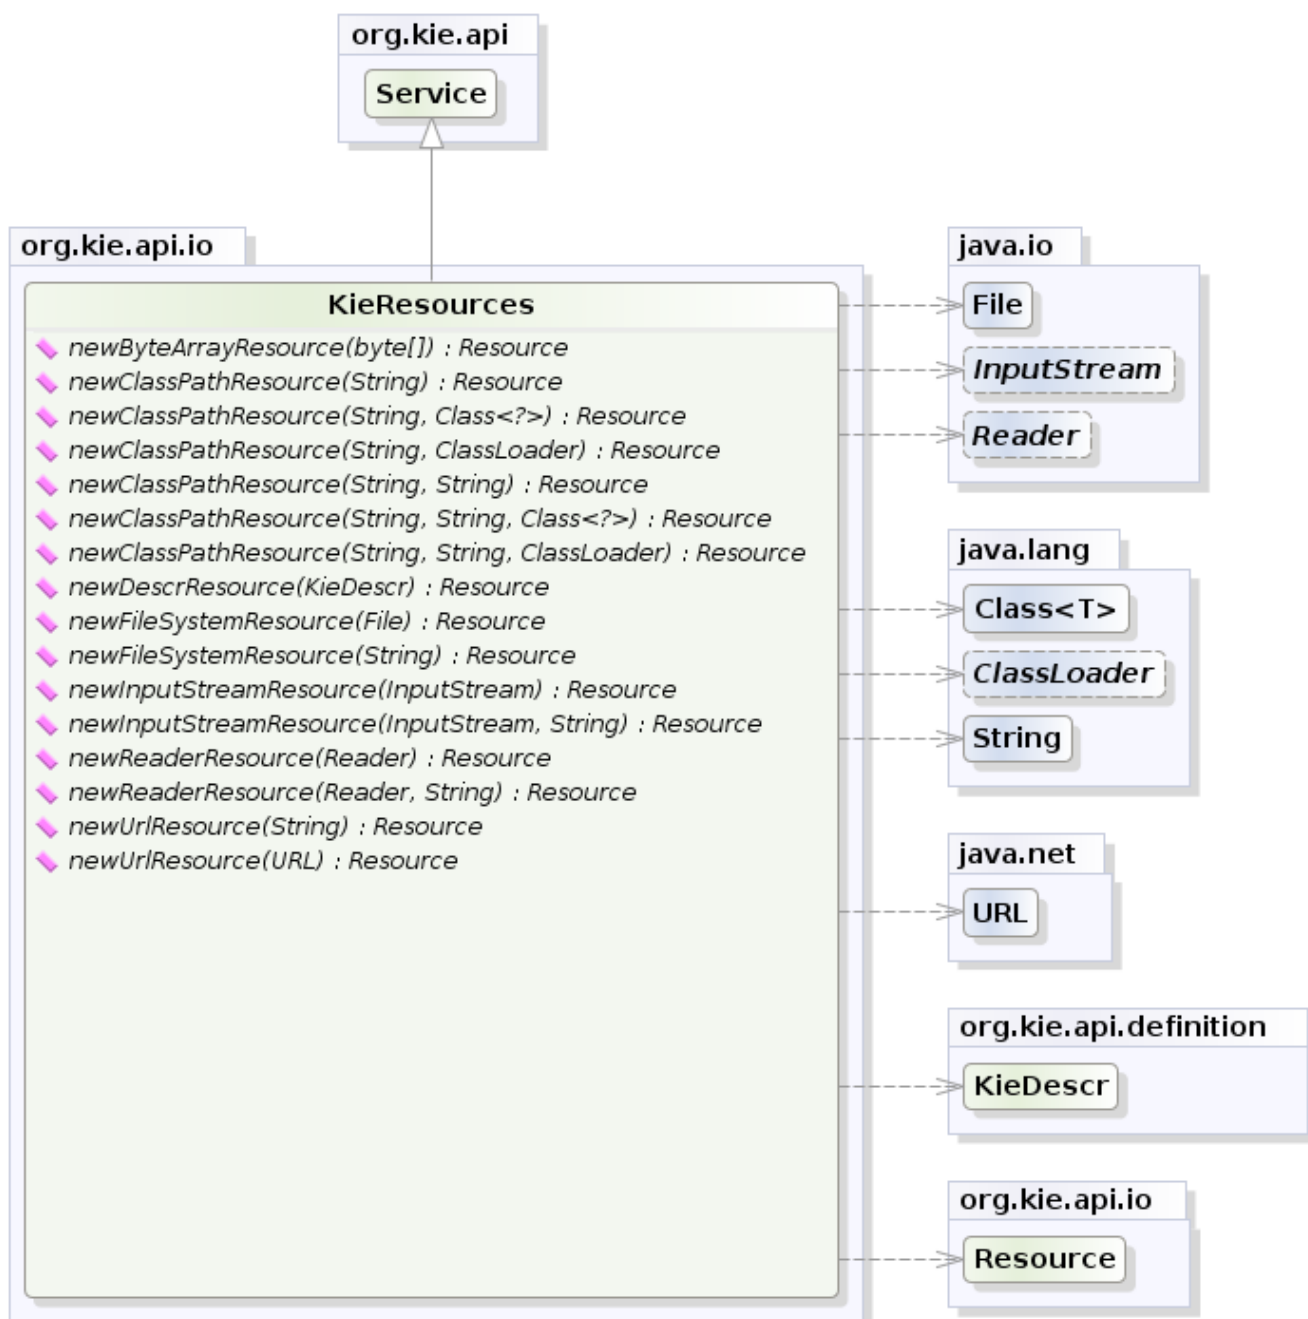 org.kie.api
Service
org.kie.api.io
KieResources
newByteArrayResource(byte[]) : Resource
newClassPathResource(String) : Resource
newClassPathResource(String, Class<?>) : Resource
newClassPathResource(String, ClassLoader) : Resource
newClassPathResource(String, String) : Resource
newClassPathResource(String, String, Class<?>) : Resource
newClassPathResource(String, String, ClassLoader) : Resource
newDescrResource(KieDescr) : Resource
newFileSystemResource(File) : Resource
newFileSystemResource(String) : Resource
newInputStreamResource(InputStream) : Resource
newInputStreamResource(InputStream, String) : Resource
newReaderResource(Reader) : Resource
newReaderResource(Reader, String) : Resource
newUrlResource(String) : Resource
newUrlResource(URL) : Resource
java.io
File
InputStream
Reader
java.lang
Class<T>
ClassLoader
String
java.net
URL
org.kie.api.definition
KieDescr
org.kie.api.io
Resource